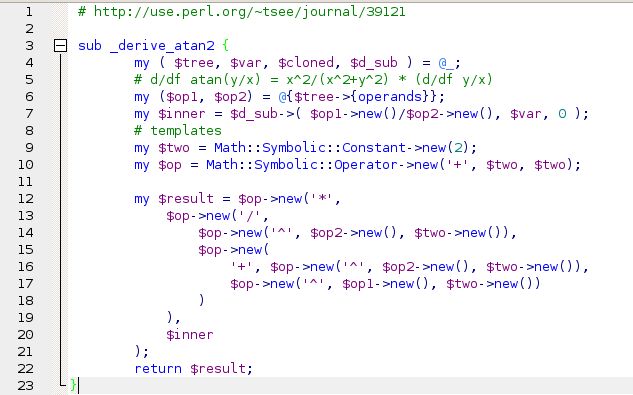 1 # http://use.perl.org/~tsee/journal/39121
2
3 sub _derive_atan2 {
4 my ( $tree, $var, $cloned, $d_sub ) = @_;
5 # d/df atan(y/x) = x^2/(x^2+y^2) * (d/df y/x)
6 my ($op1, $op2) = @{$tree->{operands}};
7 my $inner = $d_sub->( $op1->new()/$op2->new(), $var, 0 );
8 # templates
9 my $two = Math::Symbolic::Constant->new(2);
10 my $op = Math::Symbolic::Operator->new('+', $two, $two);
11
12 my $result = $op->new('*',
13 $op->new('/',
14 $op->new('^', $op2->new(), $two->new()),
15 $op->new(
16 '+', $op->new('^', $op2->new(), $two->new()),
17 $op->new('^', $op1->new(), $two->new())
18 )
19 ),
20 $inner
21 );
22 return $result;
23 }